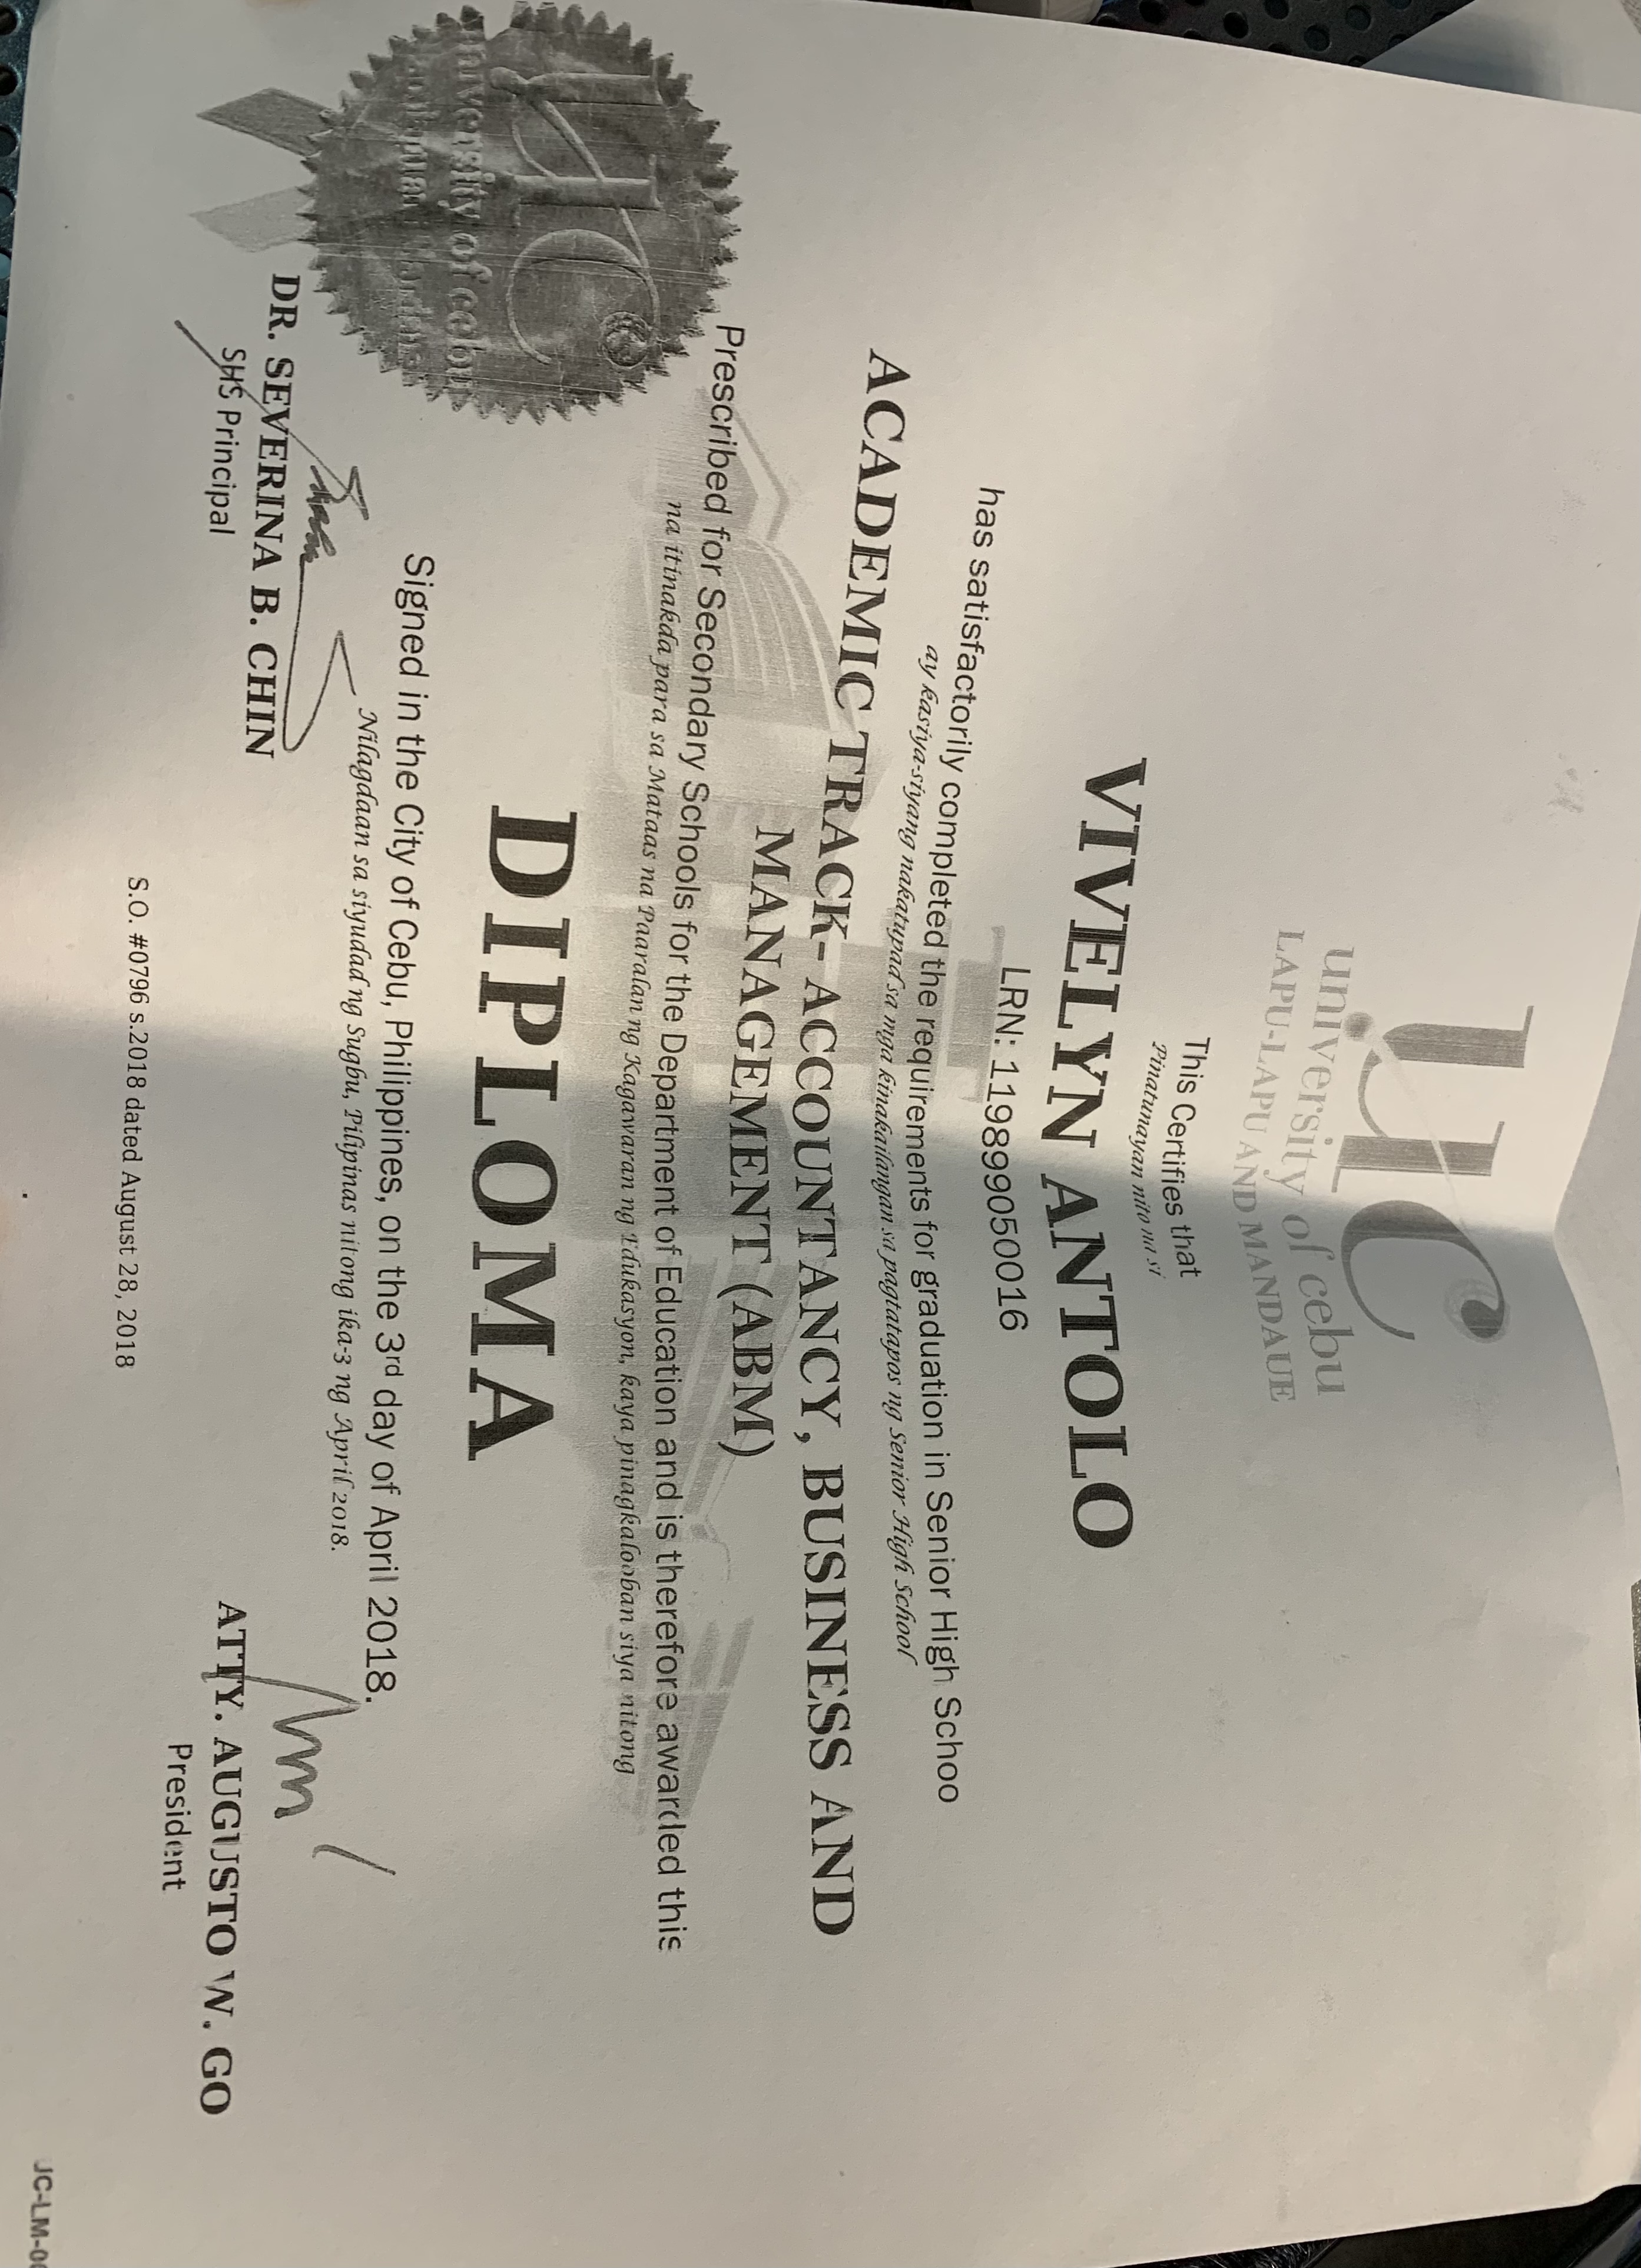 UC
university of cebu
LAPU-LAPU AND MANDAUE
This Certifies that
Pinatunayan nito na si
VIVELYN ANTOLO
LRN: 119899050016
has satisfactorily completed the requirements for graduation in Senior High Schoo
ay kasiya-siyang nakatupad sa mga kinakailangan sa pagtatapos ng Senior High School
ACADEMIC TRACK- ACCOUNTANCY, BUSINESS AND
MANAGEMENT (ABM)
Prescribed for Secondary Schools for the Department of Education and is therefore awarded this
na itinakda para sa Mataas na Paaralan ng Kagawaran ng Edukasyon, kaya pinagkalooban siya nitong
DIPLOMA
Signed in the City of Cebu, Philippines, on the 3rd day of April 2018.
Nilagdaan sa siyudad ng Sugbu, Pilipinas nitong ika-3 ng April 2018.
UC
University of cebu
DR. SEVERINA B. CHIN
SHS Principal
ATTY. AUGUSTO W. GO
President
S.O. #0796 s.2018 dated August 28, 2018